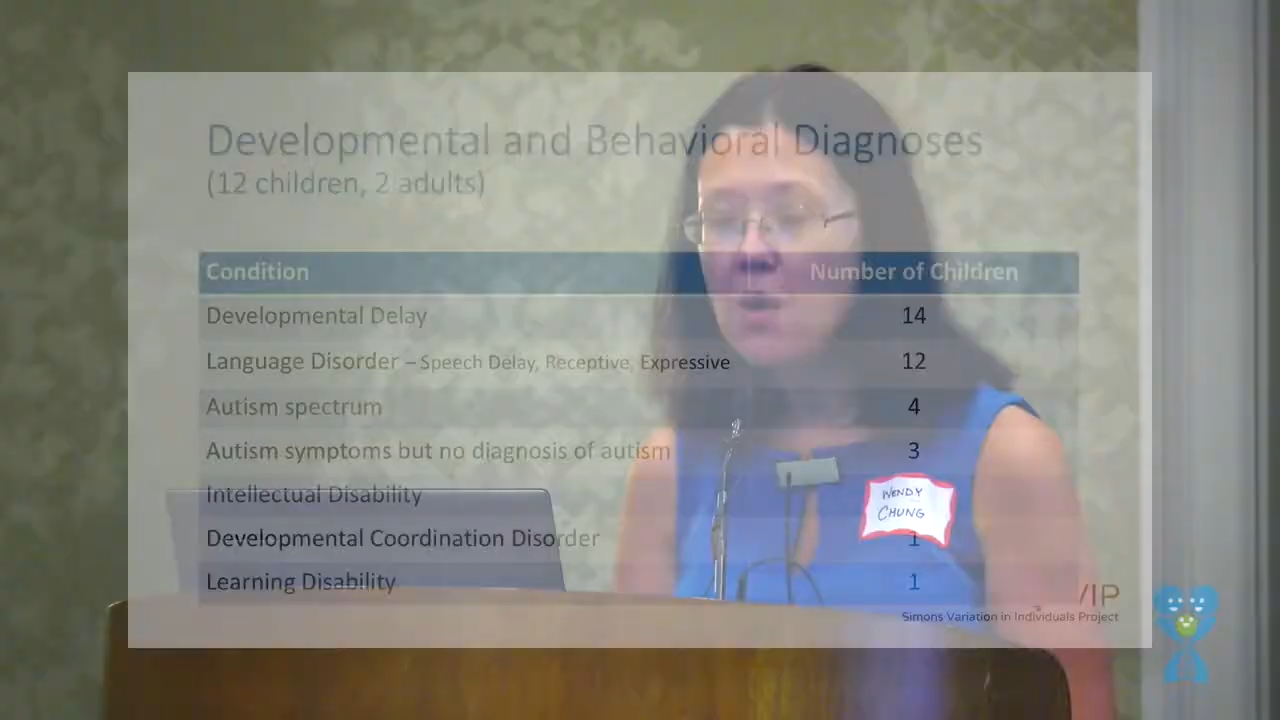 Developmental and Behavioral Diagnoses
(12 children, 2 adults)
Condition Number of Children
Developmental Delay 14
Language Disorder – Speech Delay, Receptive, Expressive 12
Autism spectrum 4
Autism symptoms but no diagnosis of autism 3
Intellectual Disability
WENDY
CHUNG
Developmental Coordination Disorder 1
Learning Disability 1
VIP
Simons Variation in Individuals Project